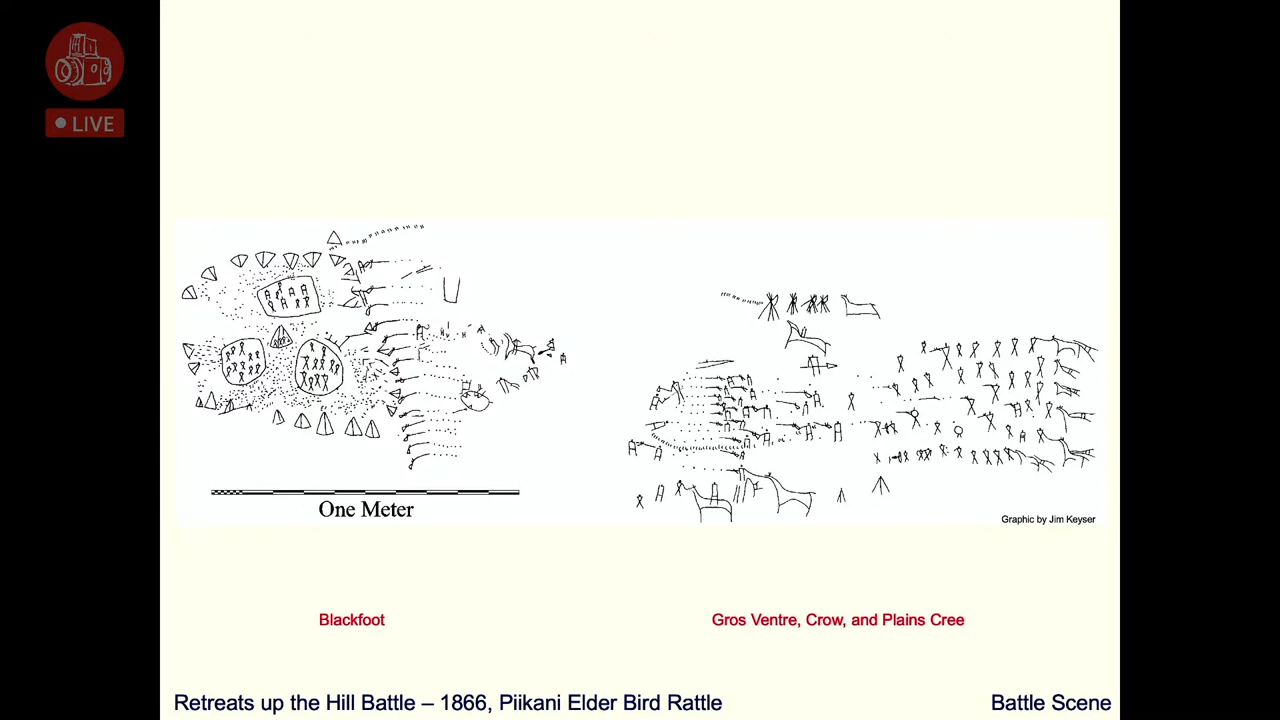 LIVE
One Meter
Graphic by Jim Keyser
Blackfoot
Gros Ventre, Crow, and Plains Cree
Retreats up the Hill Battle – 1866, Piikani Elder Bird Rattle
Battle Scene